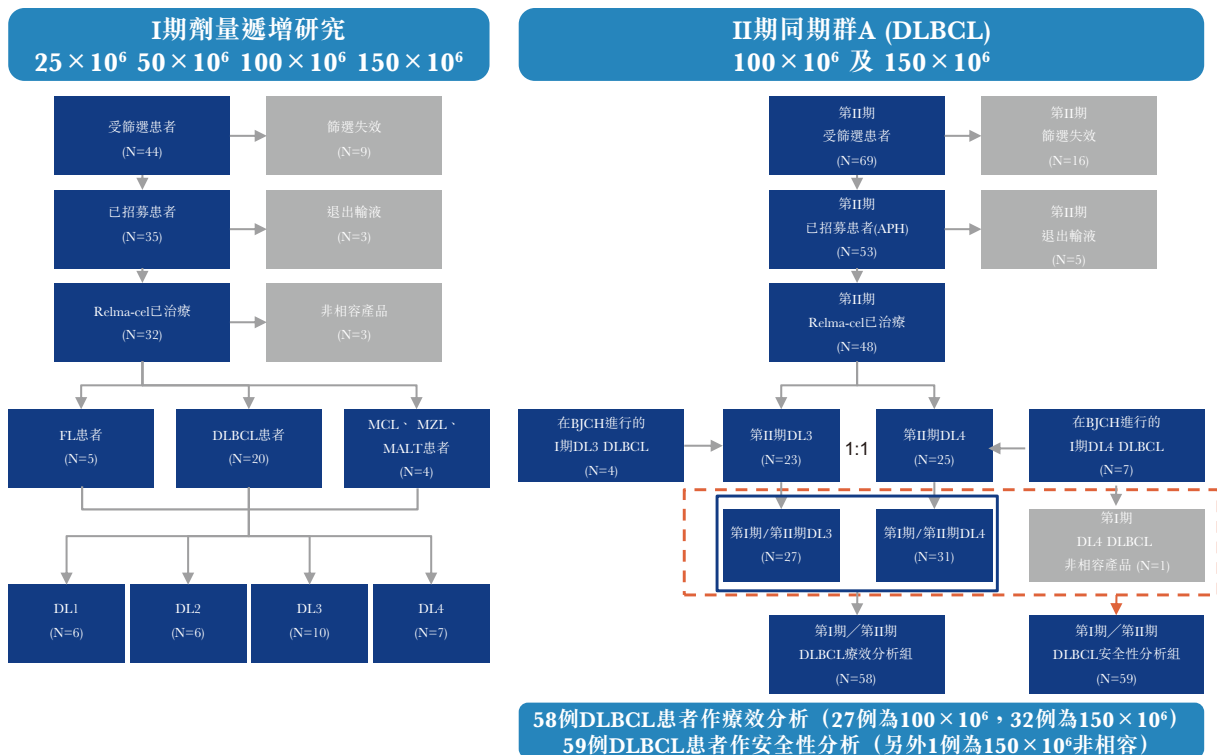 I期劑量遞增研究
25×10⁶ 50×10⁶ 100×10⁶ 150×10⁶
受篩選患者
(N=44)
篩選失效
(N=9)
已招募患者
(N=35)
退出輸液
(N=3)
Relma-cel已治療
(N=32)
非相容產品
(N=3)
FL患者
(N=5)
DLBCL患者
(N=20)
MCL、MZL、
MALT患者
(N=4)
DL1
(N=6)
DL2
(N=6)
DL3
(N=10)
DL4
(N=7)
II期同期群A (DLBCL)
100×10⁶ 及 150×10⁶
第II期
受篩選患者
(N=69)
第II期
篩選失效
(N=16)
第II期
已招募患者(APH)
(N=53)
第II期
退出輸液
(N=5)
第II期
Relma-cel已治療
(N=48)
在BJCH進行的
I期DL3 DLBCL
(N=4)
第II期DL3
(N=23)
1:1
第II期DL4
(N=25)
在BJCH進行的
I期DL4 DLBCL
(N=7)
第I期/第II期DL3
(N=27)
第I期/第II期DL4
(N=31)
第I期
DL4 DLBCL
非相容產品 (N=1)
第I期╱第II期
DLBCL療效分析組
(N=58)
第I期╱第II期
DLBCL安全性分析組
(N=59)
58例DLBCL患者作療效分析（27例為100×10⁶，32例為150×10⁶）
59例DLBCL患者作安全性分析（另外1例為150×10⁶非相容）